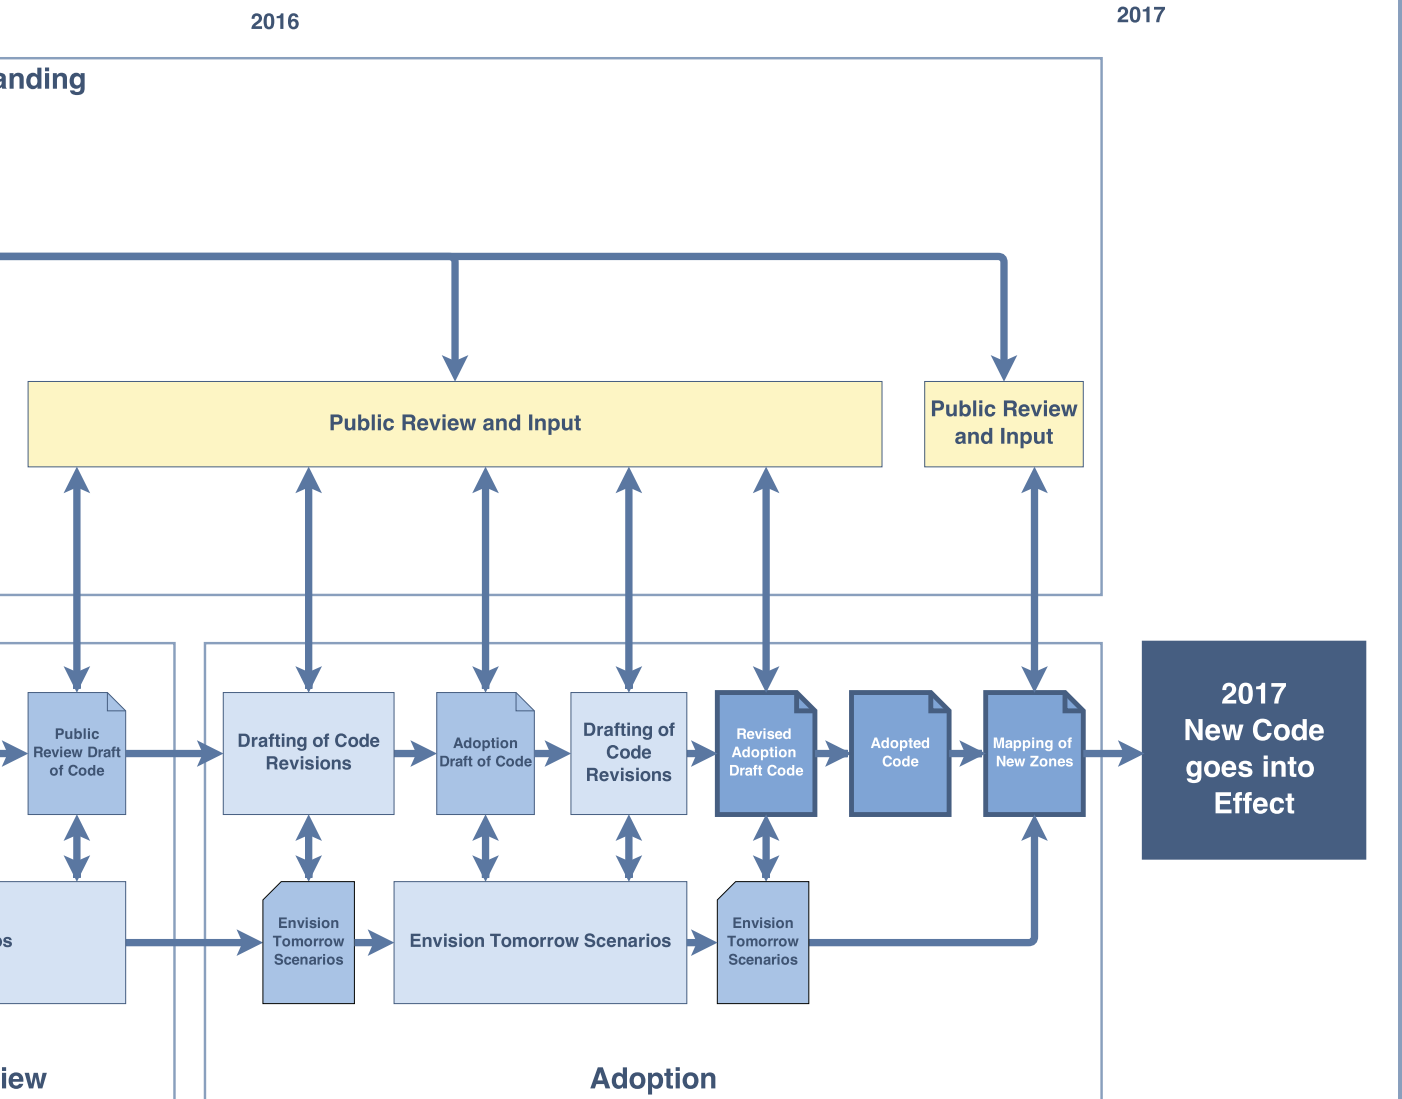 2016
2017
anding
Public Review and Input
Public Review
and Input
Public
Review Draft
of Code
Drafting of Code
Revisions
Adoption
Draft of Code
Drafting of
Code
Revisions
Revised
Adoption
Draft Code
Adopted
Code
Mapping of
New Zones
2017
New Code
goes into
Effect
os
Envision
Tomorrow
Scenarios
Envision Tomorrow Scenarios
Envision
Tomorrow
Scenarios
iew
Adoption